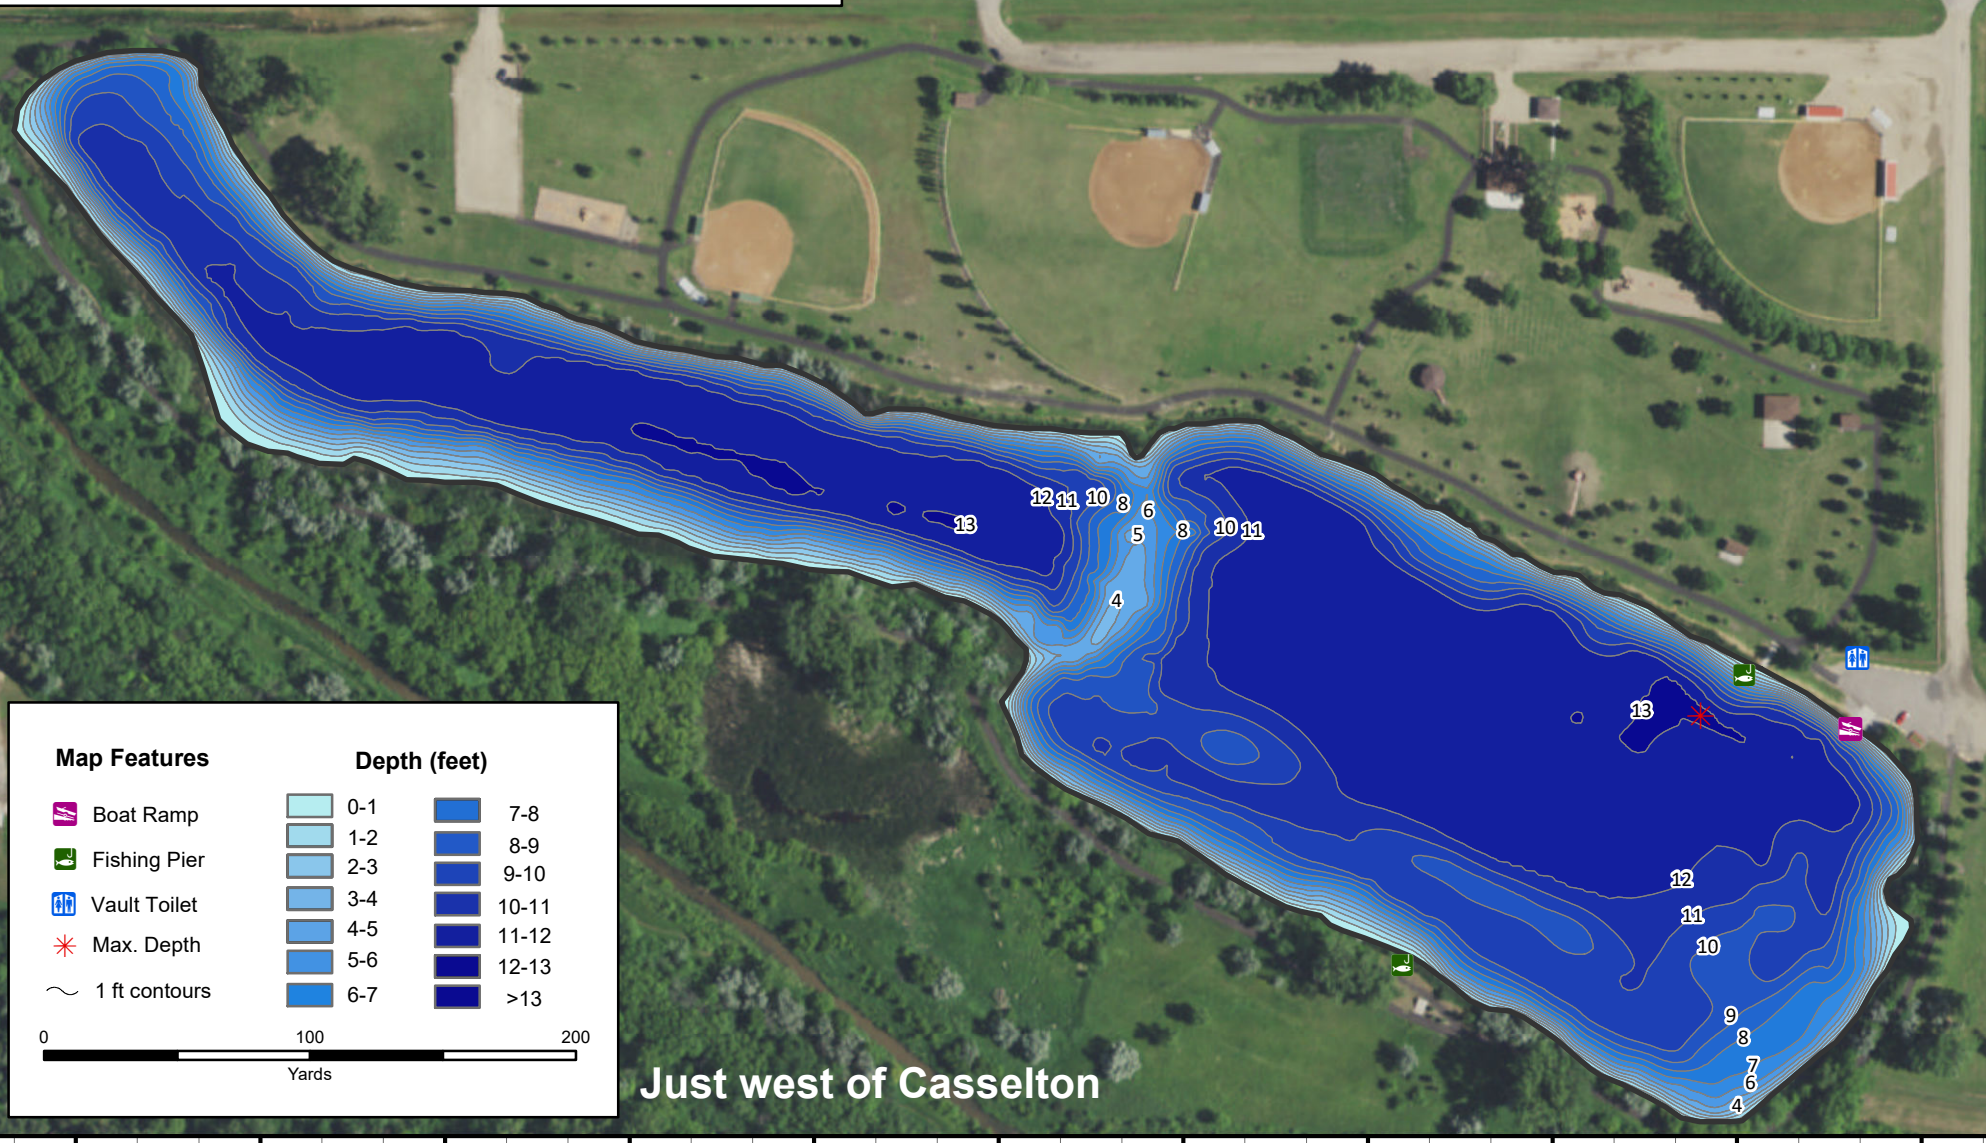 12 11 10 8 6
5 8 10 11
13
4
13
12
11
10
9
8
7
6
4
Map Features
Boat Ramp
Fishing Pier
Vault Toilet
Max. Depth
1 ft contours
Depth (feet)
0-1
1-2
2-3
3-4
4-5
5-6
6-7
7-8
8-9
9-10
10-11
11-12
12-13
>13
0 100 200
Yards
Just west of Casselton